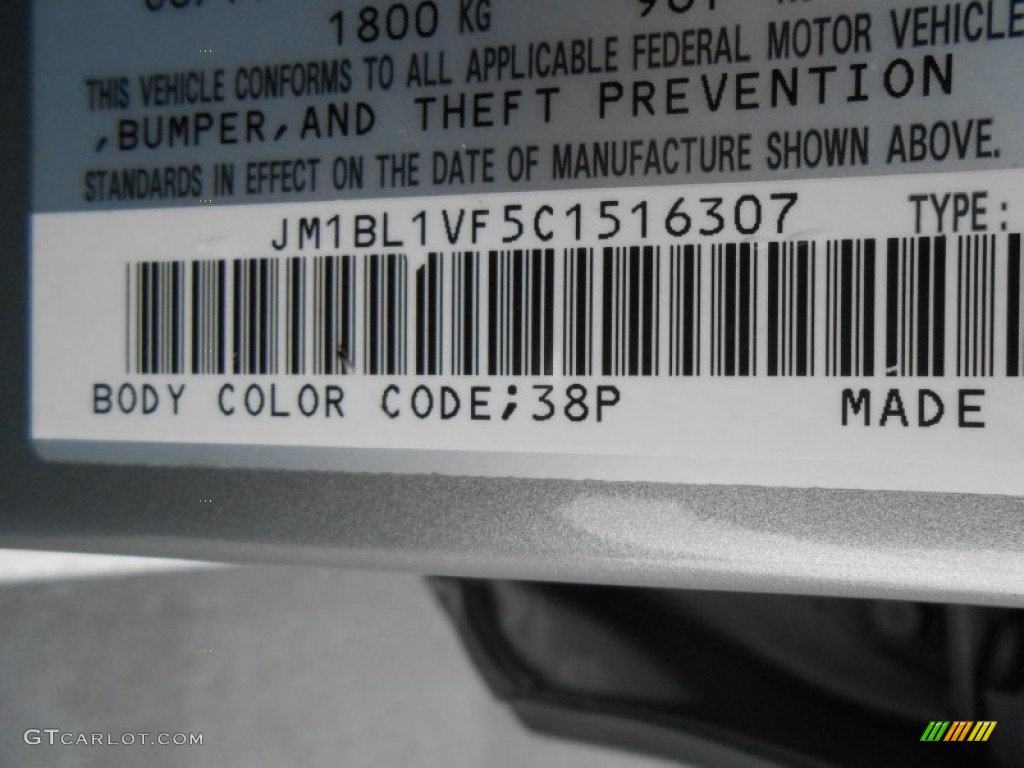 1800 KG
THIS VEHICLE CONFORMS TO ALL APPLICABLE FEDERAL MOTOR VEHICLE
,BUMPER,AND THEFT PREVENTION
STANDARDS IN EFFECT ON THE DATE OF MANUFACTURE SHOWN ABOVE.
JM1BL1VF5C1516307 TYPE:
BODY COLOR CODE;38P MADE
GTCARLOT.COM